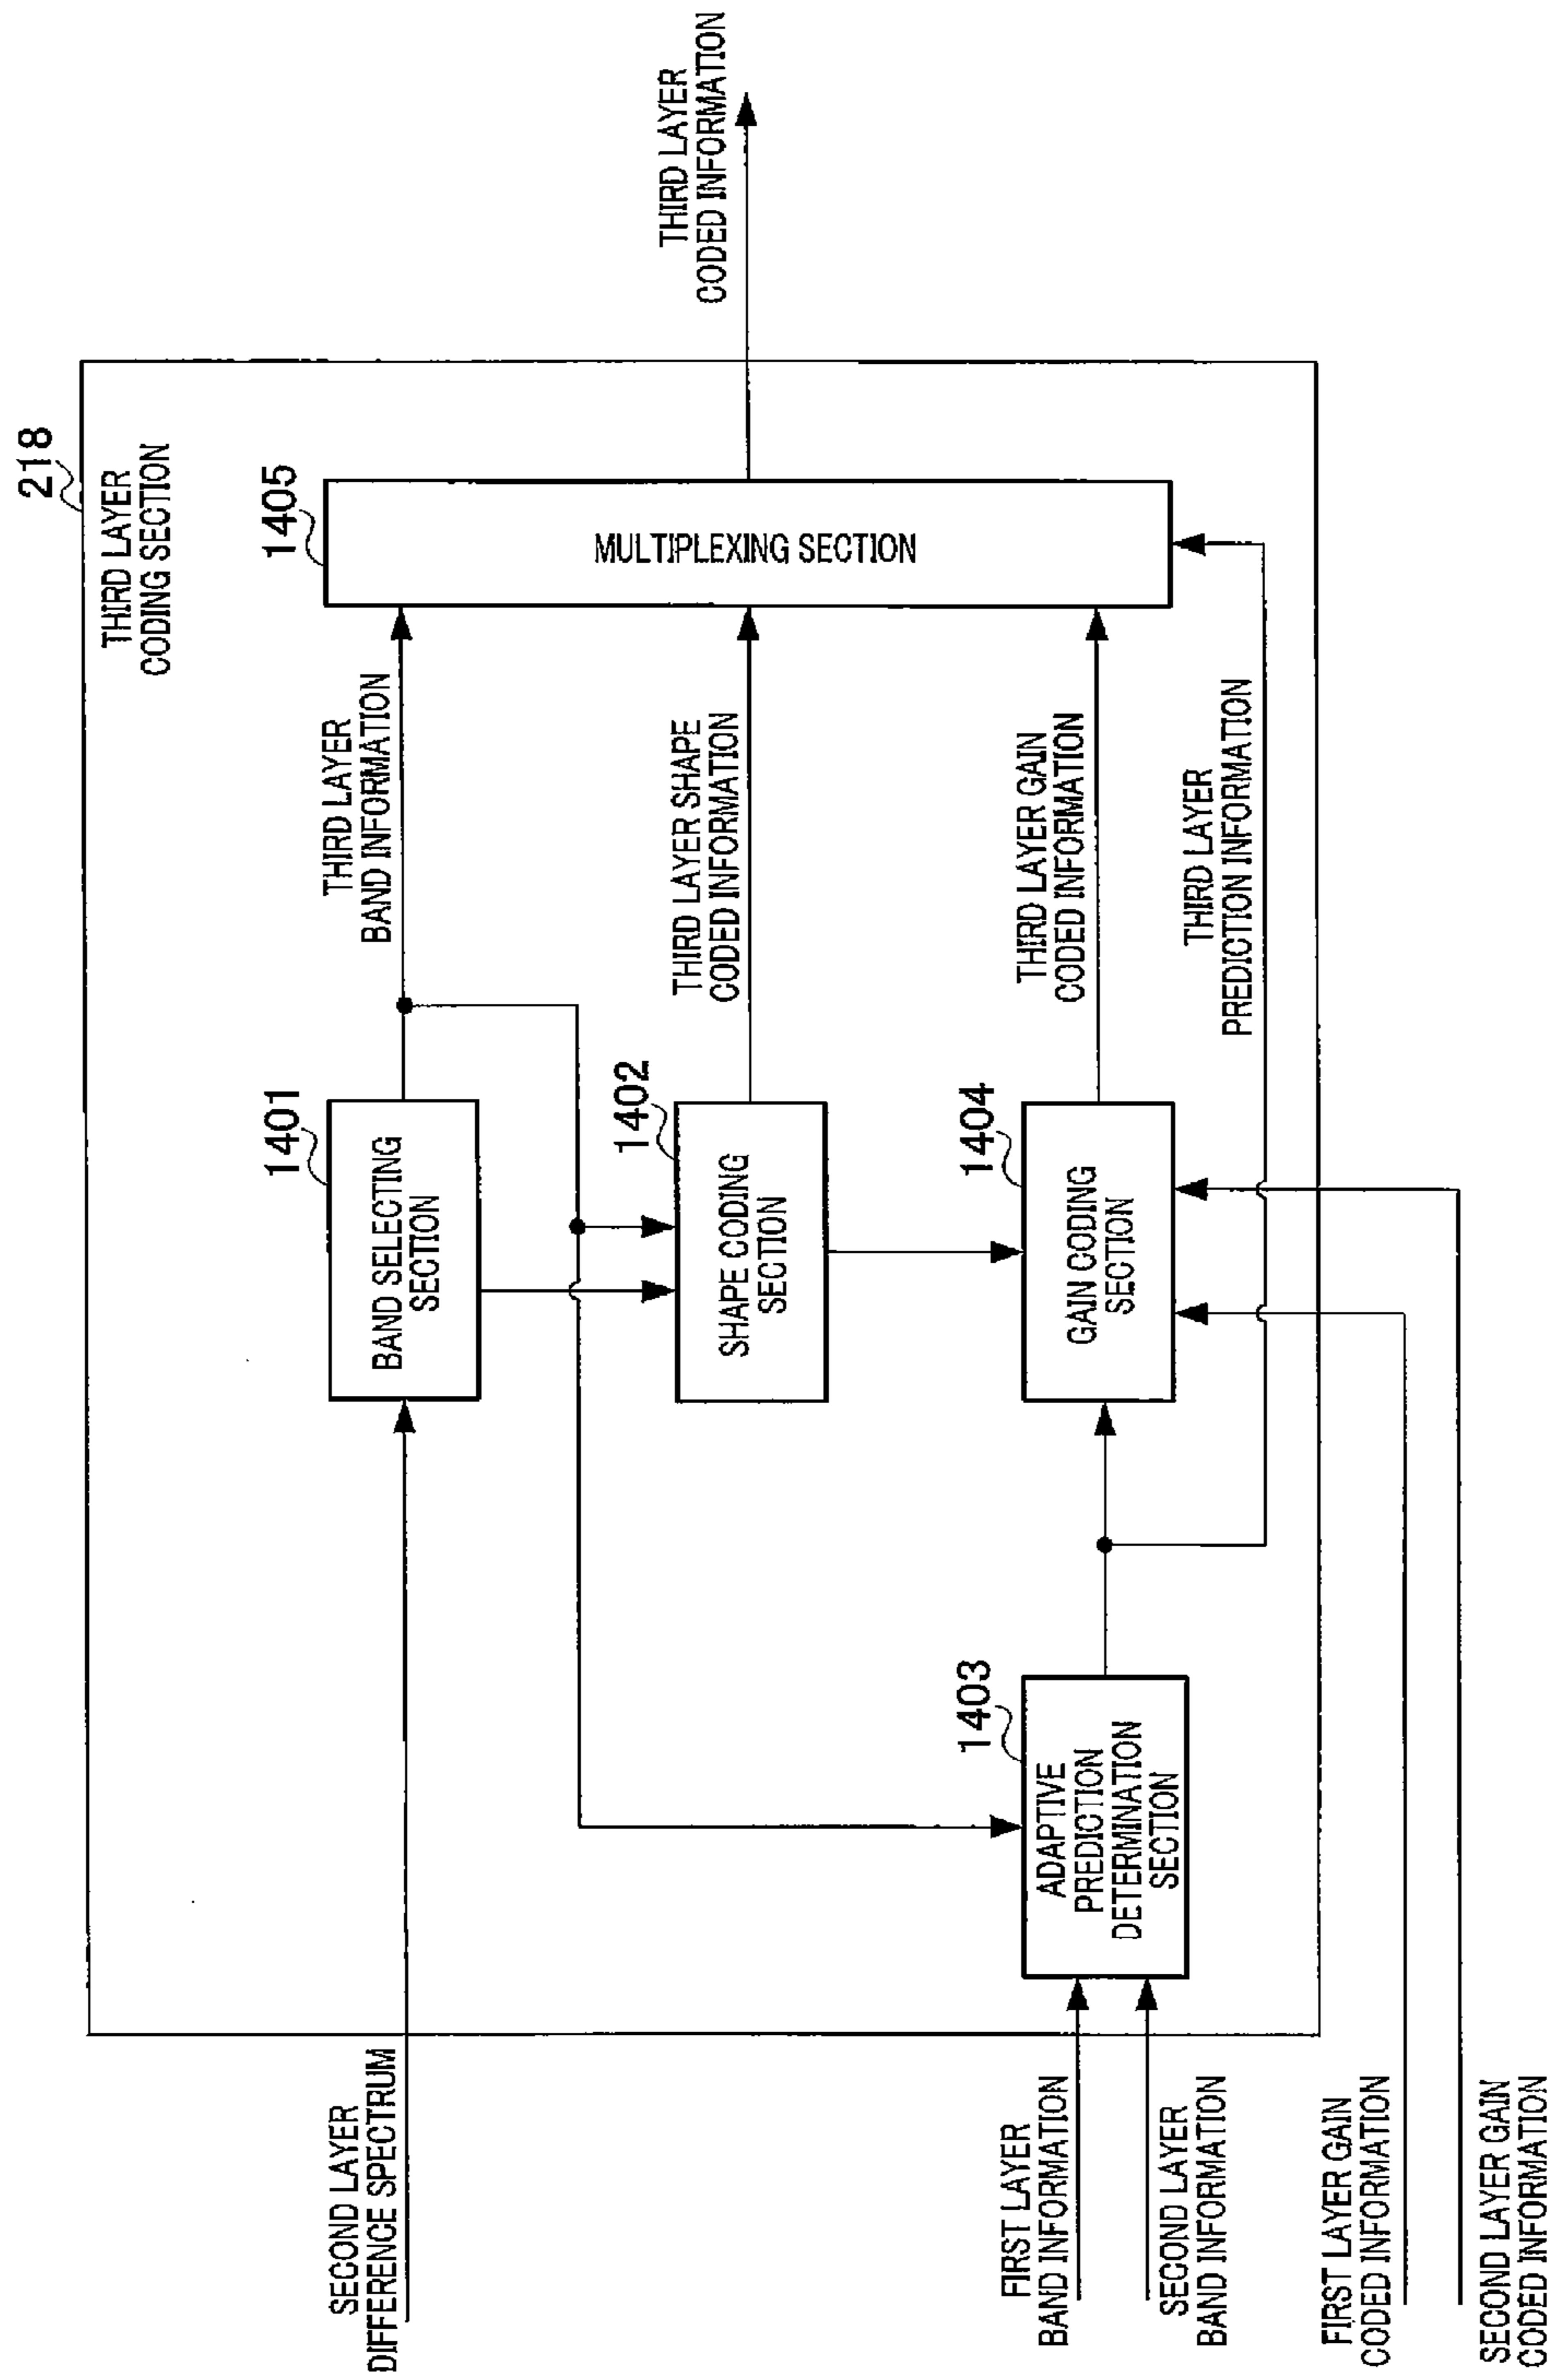 218
THIRD LAYER
CODING SECTION
SECOND LAYER
DIFFERENCE SPECTRUM
1401
BAND SELECTING
SECTION
THIRD LAYER
BAND INFORMATION
1405
MULTIPLEXING SECTION
THIRD LAYER
CODED INFORMATION
1402
SHAPE CODING
SECTION
THIRD LAYER SHAPE
CODED INFORMATION
FIRST LAYER
BAND INFORMATION
SECOND LAYER
BAND INFORMATION
1403
ADAPTIVE
PREDICTION
DETERMINATION
SECTION
1404
GAIN CODING
SECTION
THIRD LAYER GAIN
CODED INFORMATION
THIRD LAYER
PREDICTION INFORMATION
FIRST LAYER GAIN
CODED INFORMATION
SECOND LAYER GAIN
CODED INFORMATION